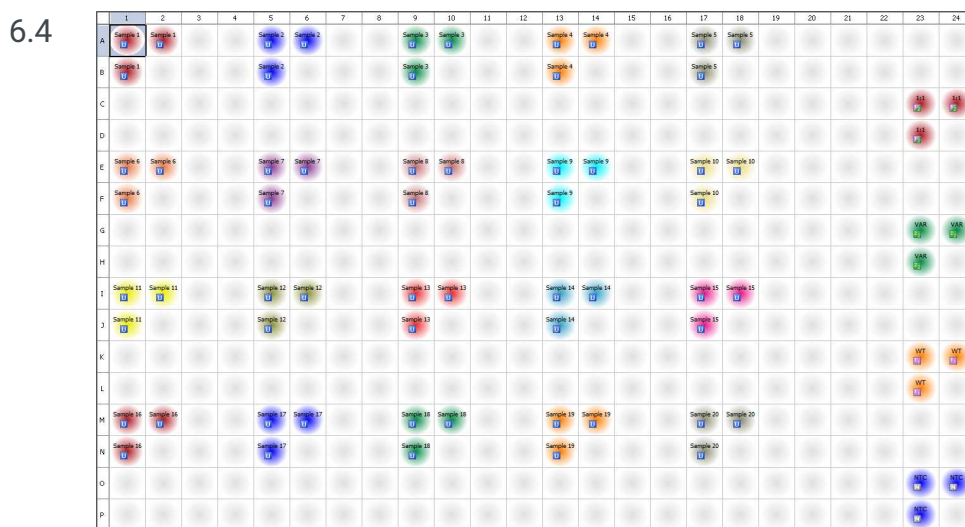 6.4
1 2 3 4 5 6 7 8 9 10 11 12 13 14 15 16 17 18 19 20 21 22 23 24
A Sample 1 Sample 1 Sample 2 Sample 2 Sample 3 Sample 3 Sample 4 Sample 4 Sample 5 Sample 5
U U U U U U U U U U
B Sample 1 Sample 2 Sample 3 Sample 4 Sample 5
U U U U U
C 1:1 1:1
D 1:1
E Sample 6 Sample 6 Sample 7 Sample 7 Sample 8 Sample 8 Sample 9 Sample 9 Sample 10 Sample 10
U U U U U U U U U U
F Sample 6 Sample 7 Sample 8 Sample 9 Sample 10
U U U U U
G VAR VAR
H VAR
I Sample 11 Sample 11 Sample 12 Sample 12 Sample 13 Sample 13 Sample 14 Sample 14 Sample 15 Sample 15
U U U U U U U U U U
J Sample 11 Sample 12 Sample 13 Sample 14 Sample 15
U U U U U
K WT WT
L WT
M Sample 16 Sample 16 Sample 17 Sample 17 Sample 18 Sample 18 Sample 19 Sample 19 Sample 20 Sample 20
U U U U U U U U U U
N Sample 16 Sample 17 Sample 18 Sample 19 Sample 20
U U U U U
O NTC NTC
N N
P NTC
N